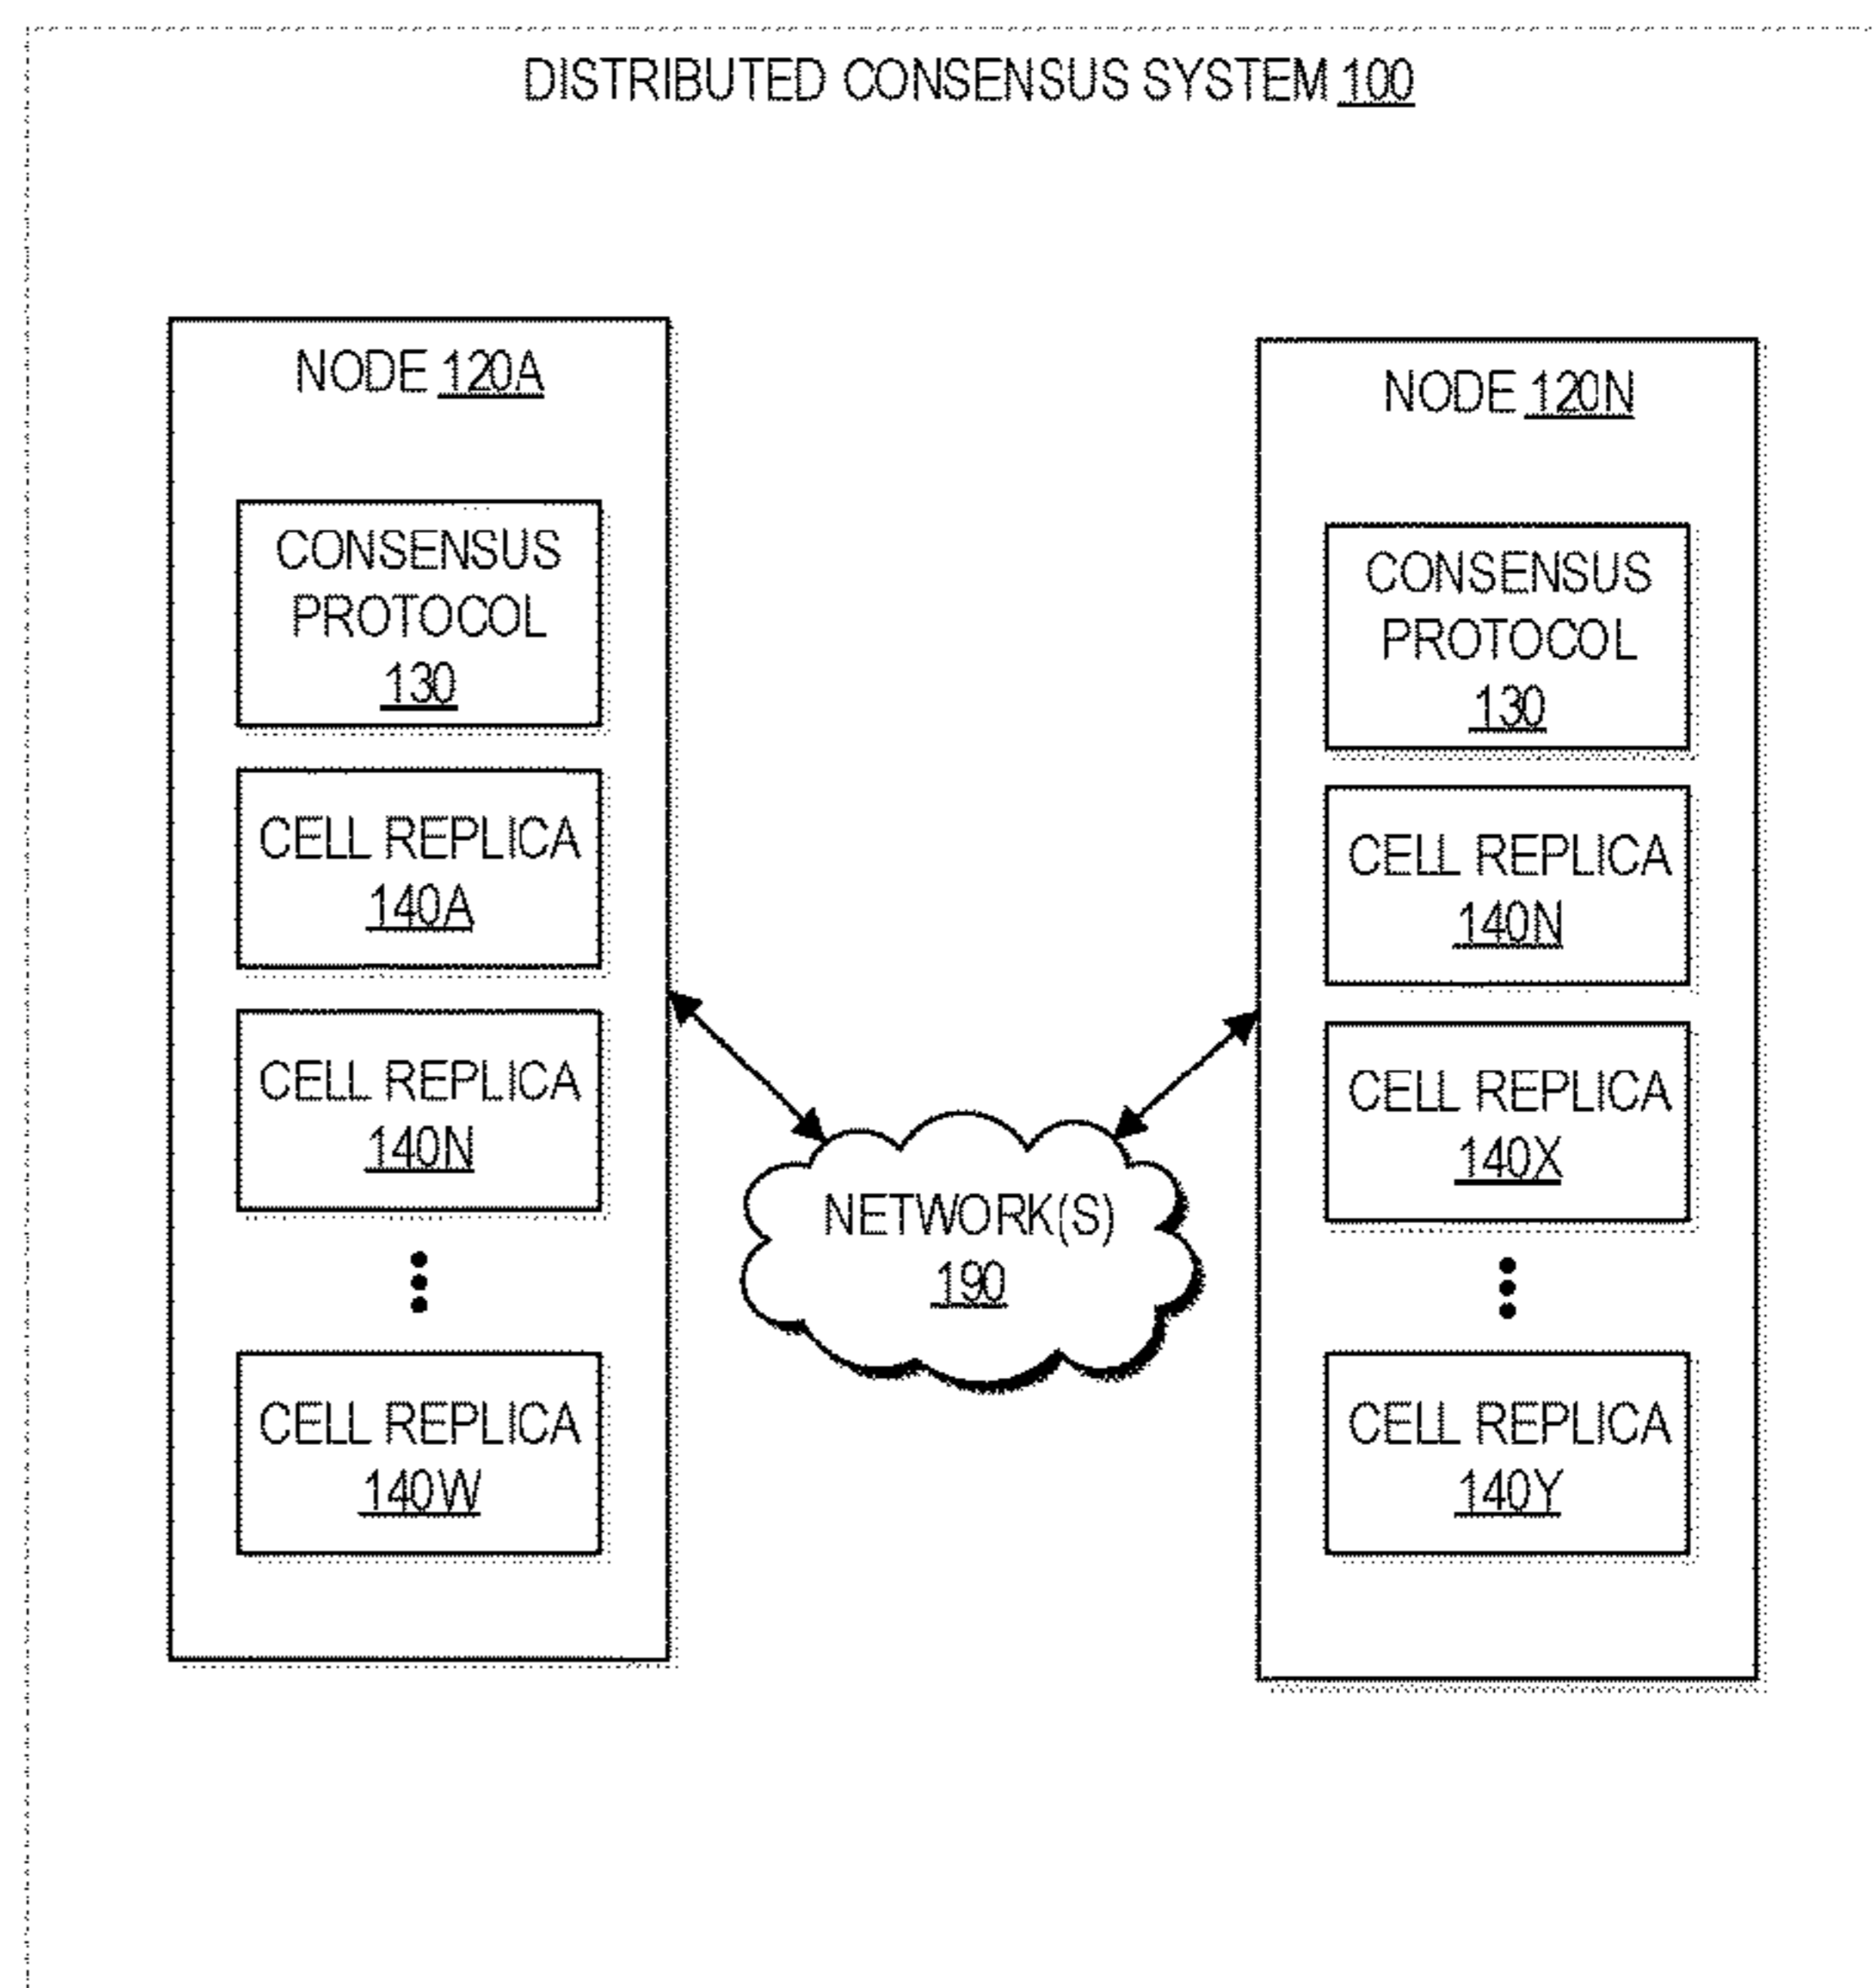 DISTRIBUTED CONSENSUS SYSTEM 100
NODE 120A
CONSENSUS
PROTOCOL
130
CELL REPLICA
140A
CELL REPLICA
140N
CELL REPLICA
140W
NETWORK(S)
190
NODE 120N
CONSENSUS
PROTOCOL
130
CELL REPLICA
140N
CELL REPLICA
140X
CELL REPLICA
140Y